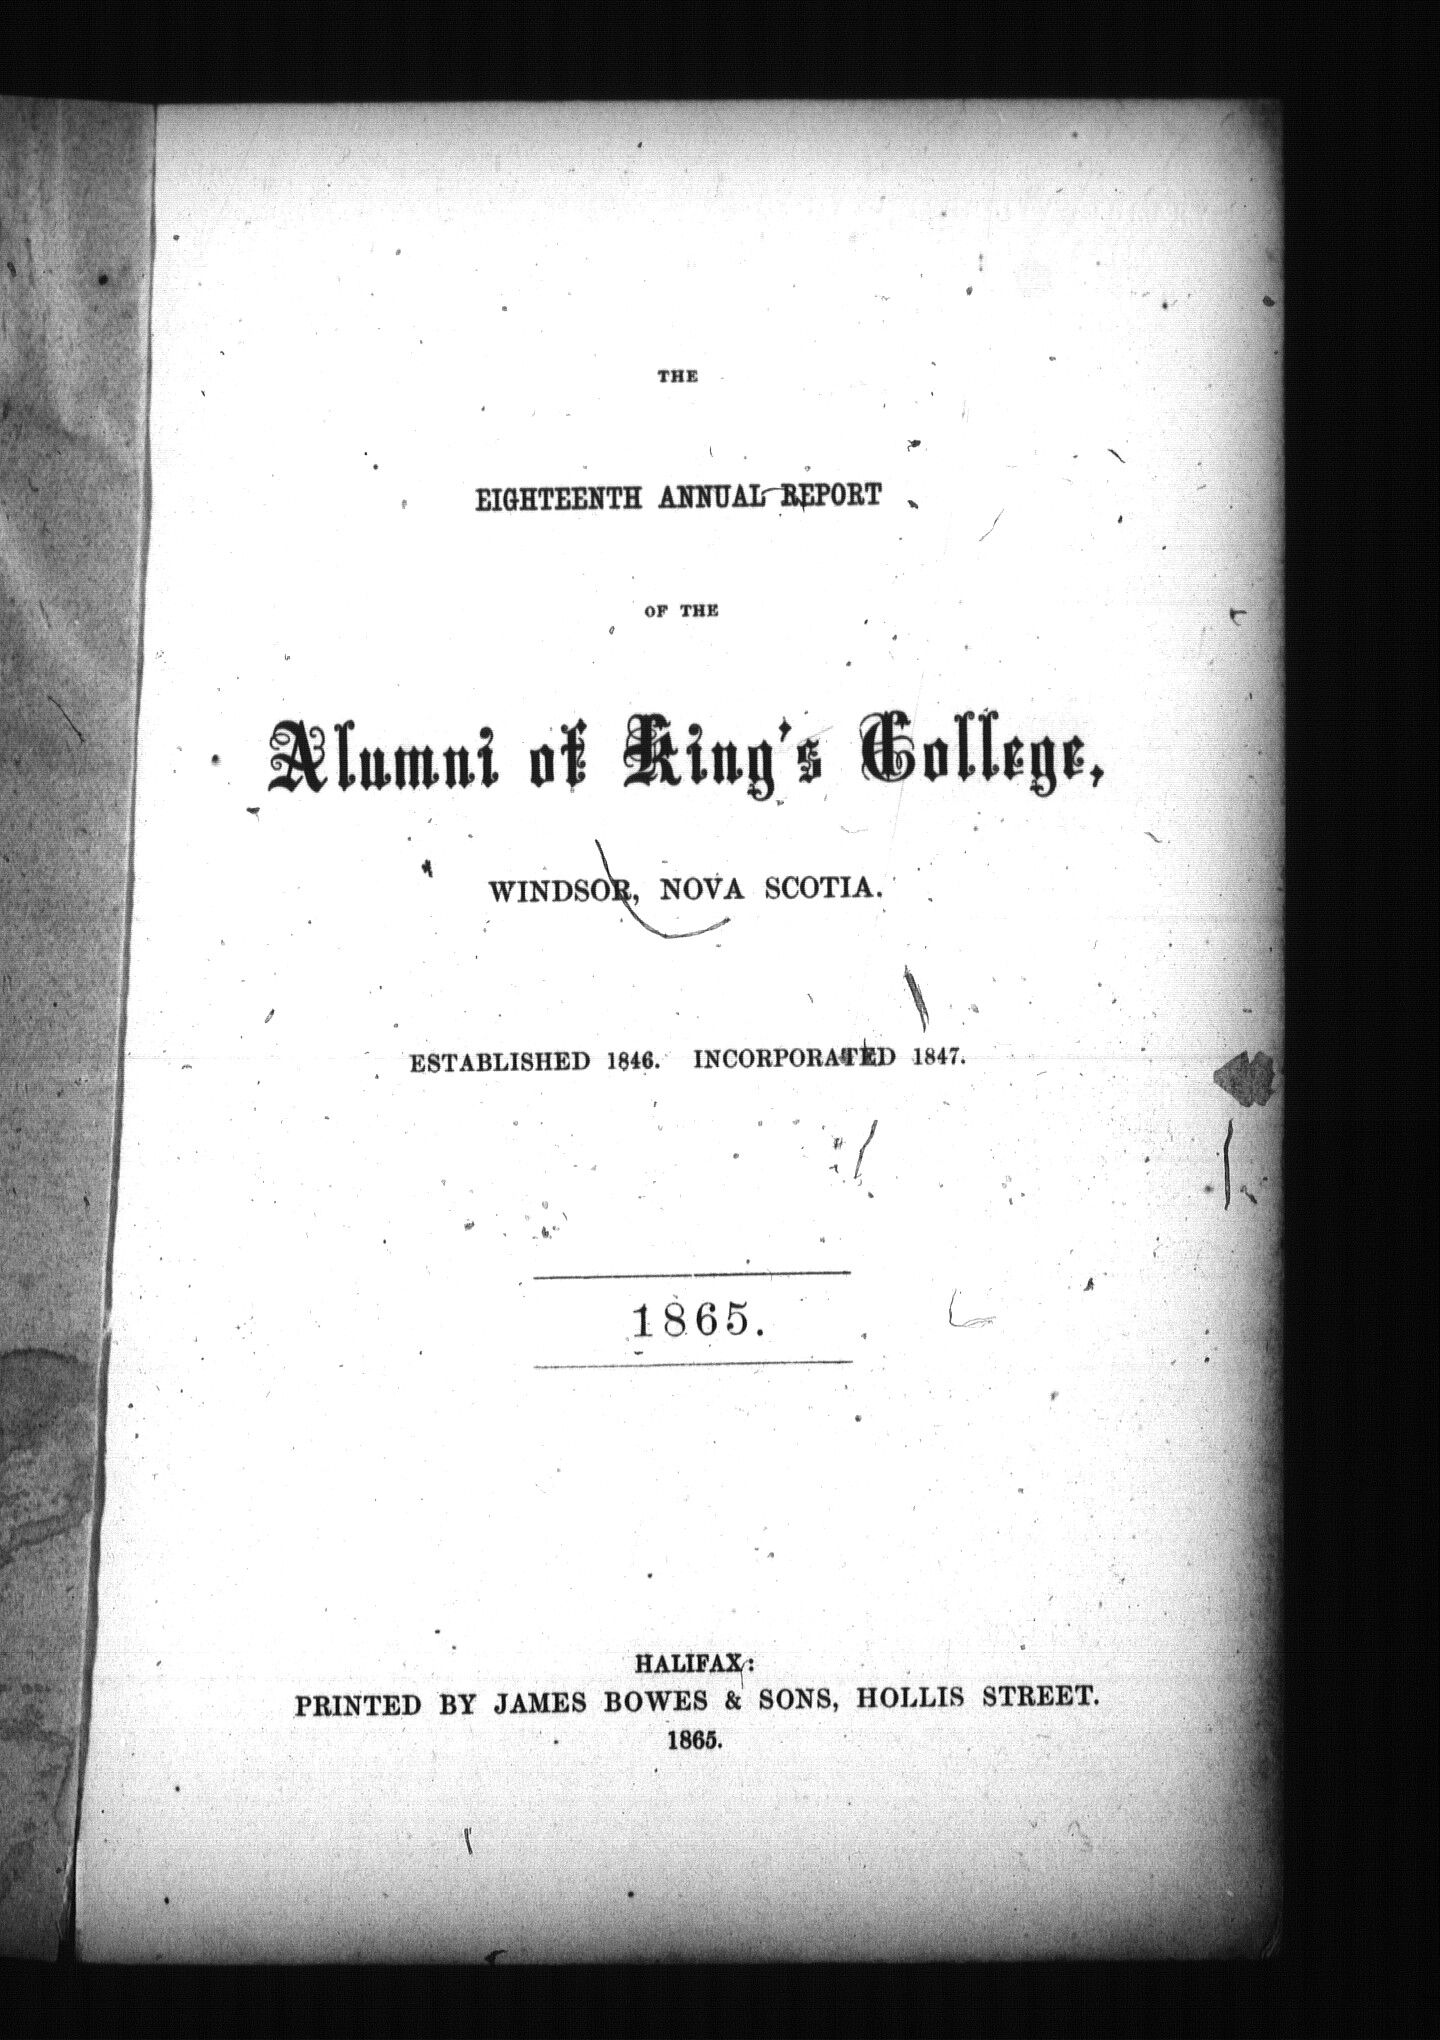 THE
EIGHTEENTH ANNUAL REPORT
OF THE
Alumni of King's College,
WINDSOR, NOVA SCOTIA.
ESTABLISHED 1846. INCORPORATED 1847.
1865.
HALIFAX:
PRINTED BY JAMES BOWES & SONS, HOLLIS STREET.
1865.